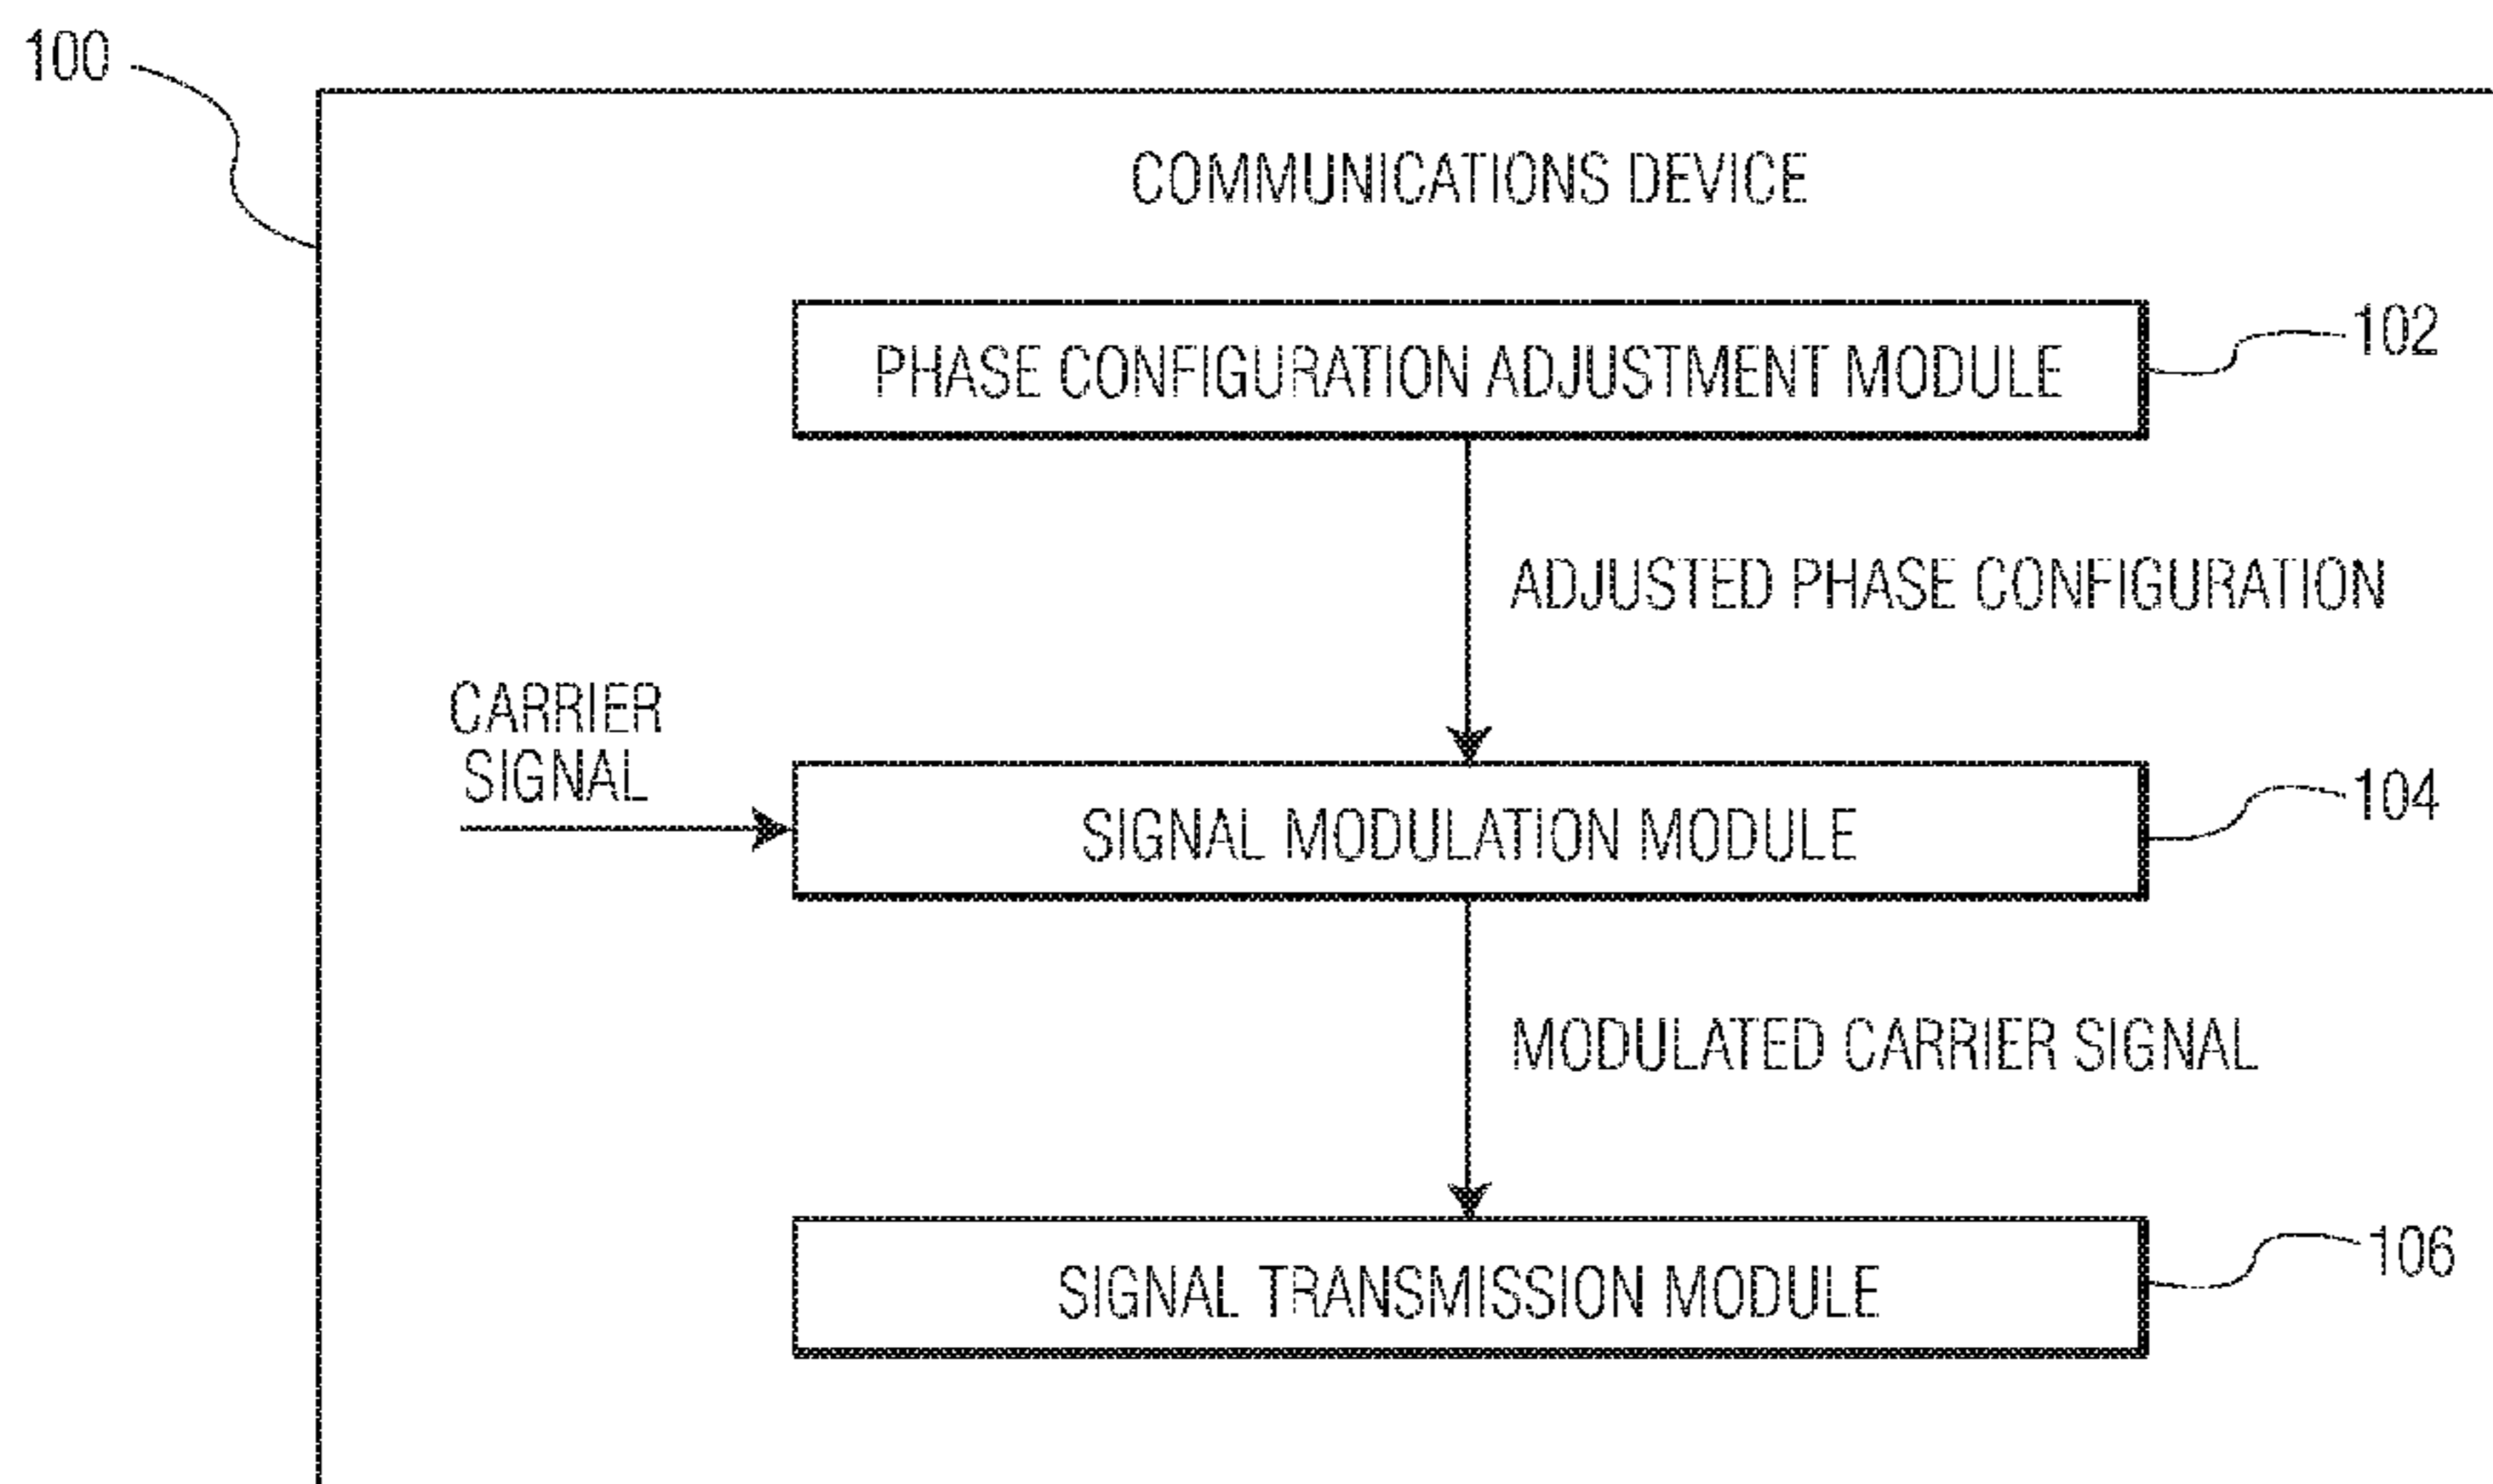 100
COMMUNICATIONS DEVICE
PHASE CONFIGURATION ADJUSTMENT MODULE
102
ADJUSTED PHASE CONFIGURATION
CARRIER
SIGNAL
SIGNAL MODULATION MODULE
104
MODULATED CARRIER SIGNAL
SIGNAL TRANSMISSION MODULE
106